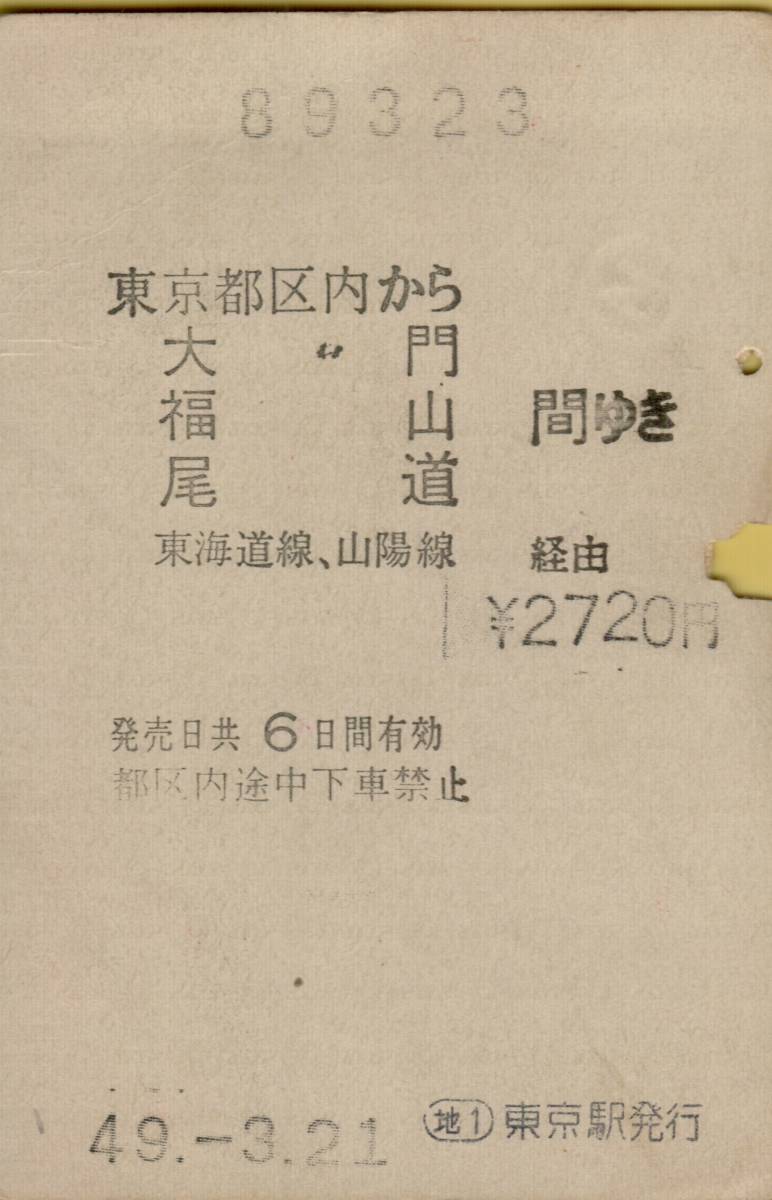 89323
東京都区内から
大門
福山 間ゆき
尾道
東海道線、山陽線 経由
¥2720円
発売日共 6日間有効
都区内途中下車禁止
49.-3.21 地1 東京駅発行